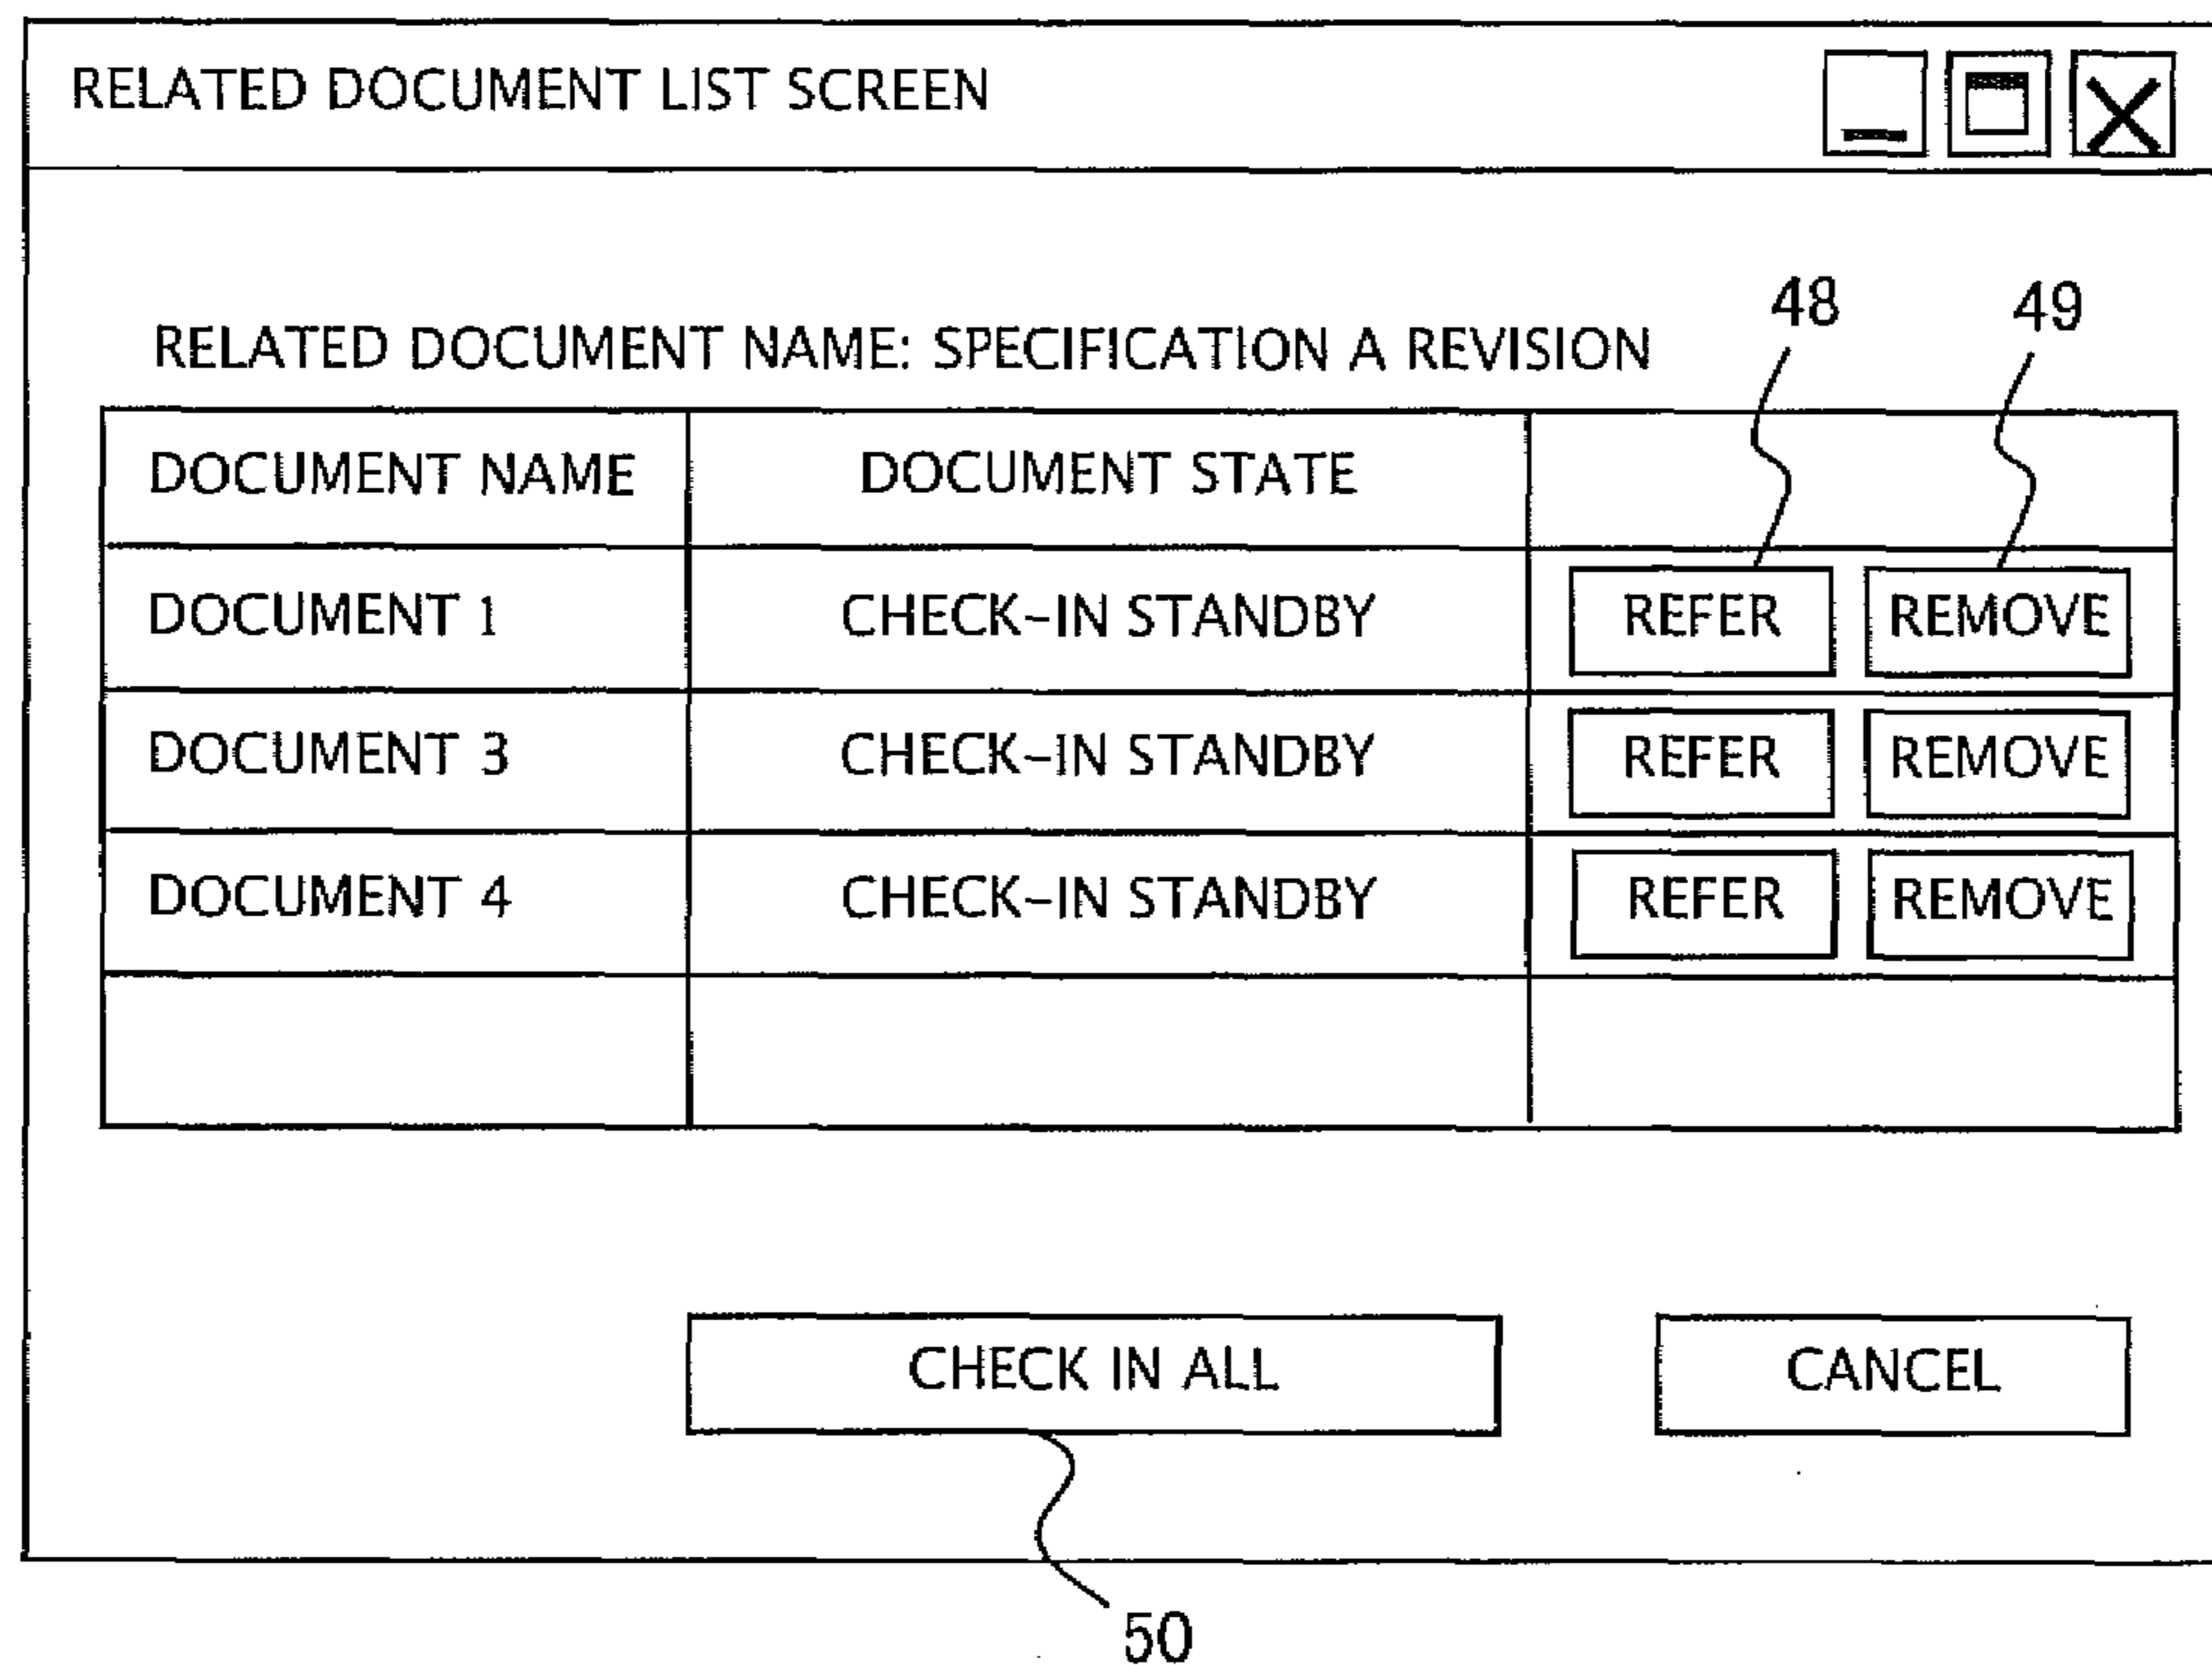 RELATED DOCUMENT LIST SCREEN
48 49
RELATED DOCUMENT NAME: SPECIFICATION A REVISION
DOCUMENT NAME DOCUMENT STATE
DOCUMENT 1 CHECK-IN STANDBY REFER REMOVE
DOCUMENT 3 CHECK-IN STANDBY REFER REMOVE
DOCUMENT 4 CHECK-IN STANDBY REFER REMOVE
CHECK IN ALL CANCEL
50